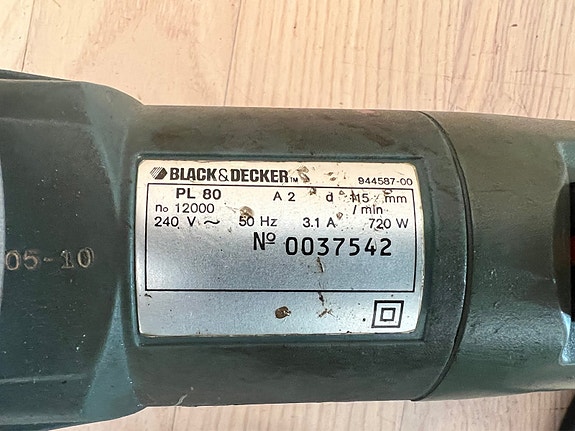 BLACK&DECKER™
944587-00
PL 80 A 2 d 115 mm
no 12000 /min
240 V ~ 50 Hz 3.1 A 720 W
Nº 0037542
05-10